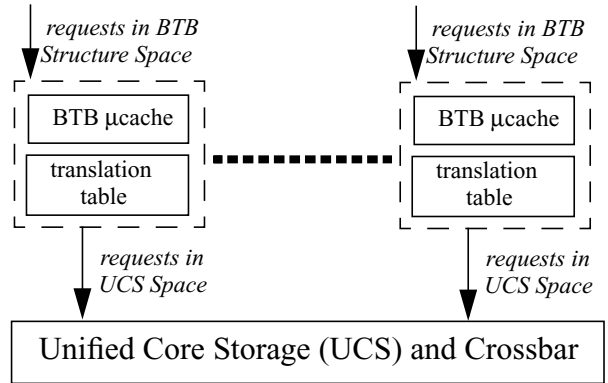 requests in BTB
Structure Space
BTB μcache
translation
table
requests in
UCS Space
requests in BTB
Structure Space
BTB μcache
translation
table
requests in
UCS Space
Unified Core Storage (UCS) and Crossbar